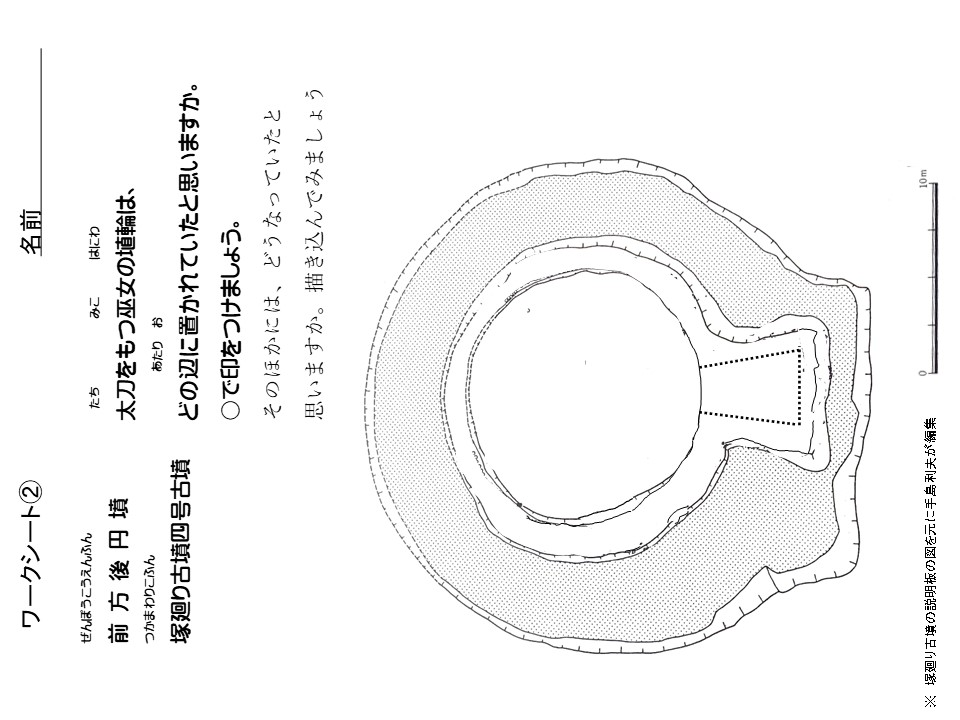 ワークシート②
名前
ぜんぽうこうえんふん
前方後円墳
つかまわりこふん
塚廻り古墳四号古墳
たち みこ はにわ
太刀をもつ巫女の埴輪は、
あたり お
どの辺に置かれていたと思いますか。
○で印をつけましょう。
そのほかには、どうなっていたと
思いますか。描き込んでみましょう
0 10m
※ 塚廻り古墳の説明板の図を元に手島利夫が編集